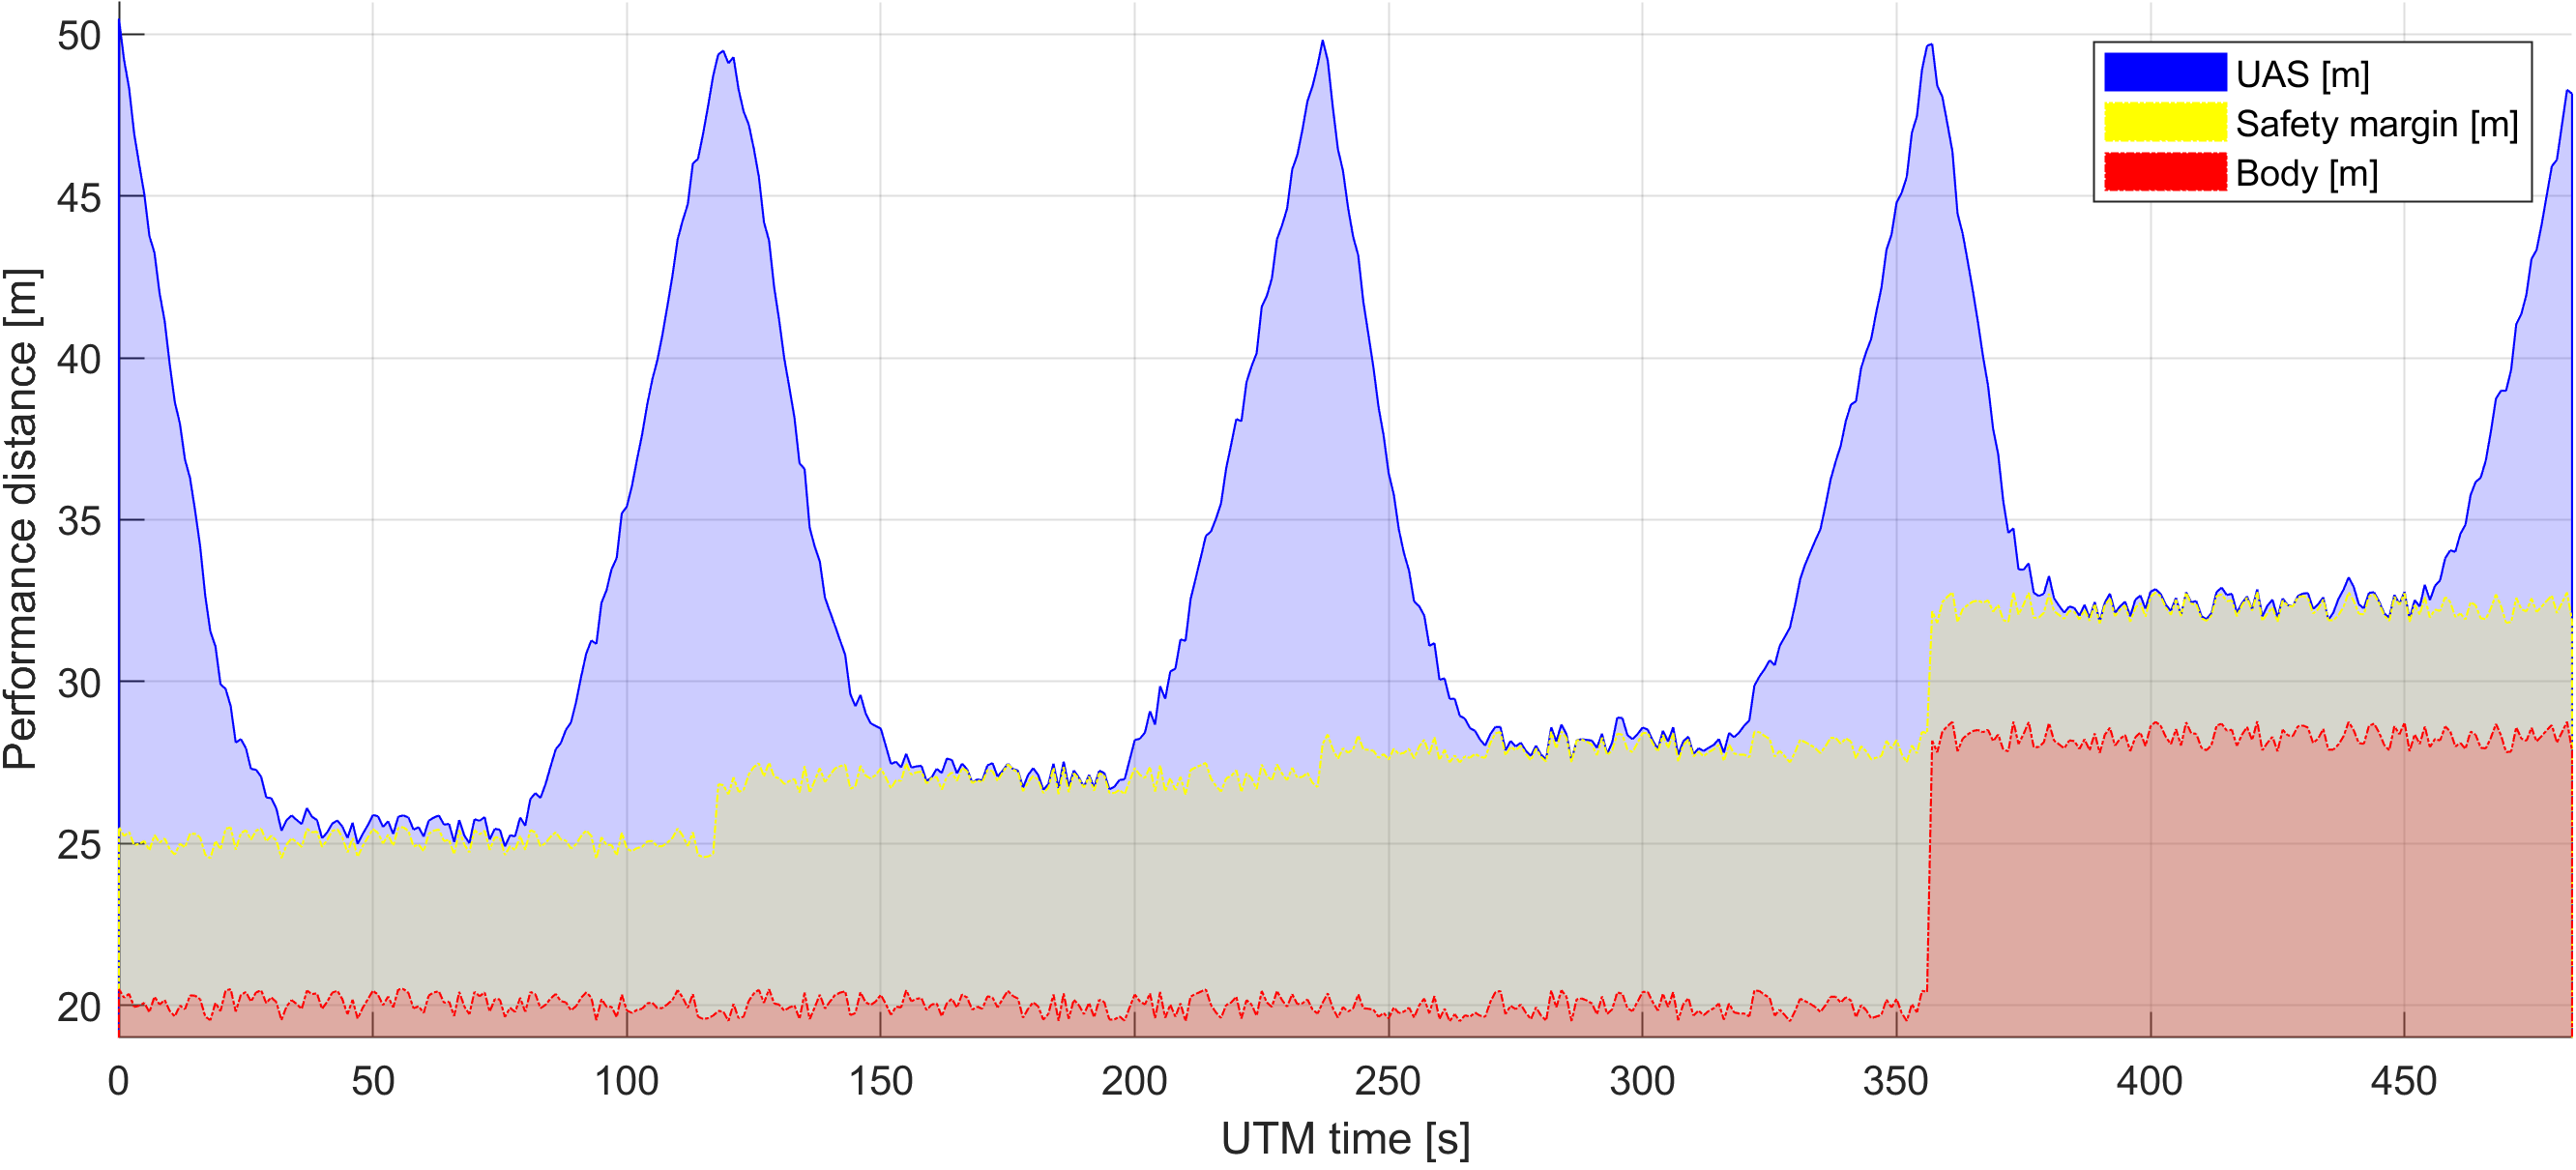 Performance distance [m]
50
45
40
35
30
25
20
UAS [m]
Safety margin [m]
Body [m]
0 50 100 150 200 250 300 350 400 450
UTM time [s]